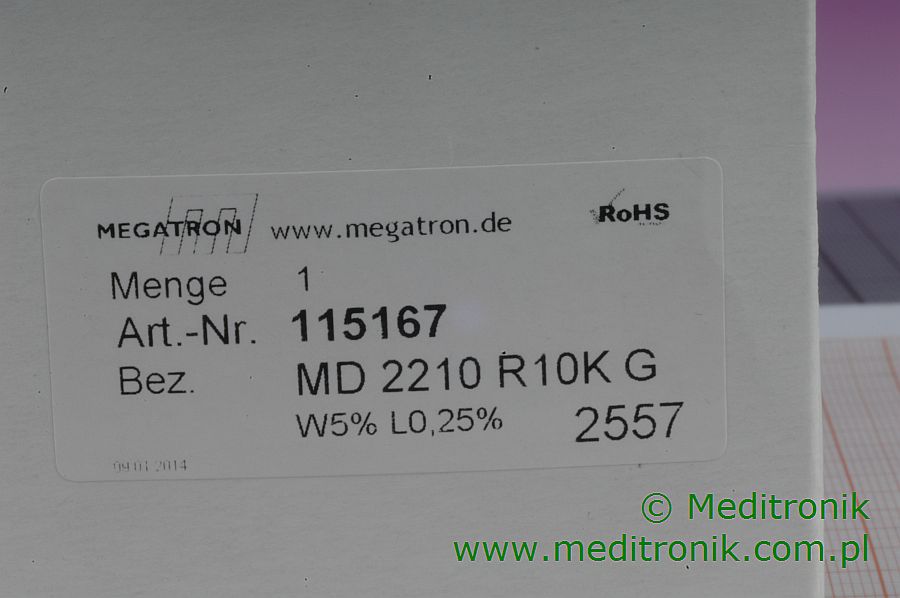 MEGATRON www.megatron.de RoHS
Menge 1
Art.-Nr. 115167
Bez. MD 2210 R10K G
W5% L0,25% 2557
09.01.2014
© Meditronik
www.meditronik.com.pl